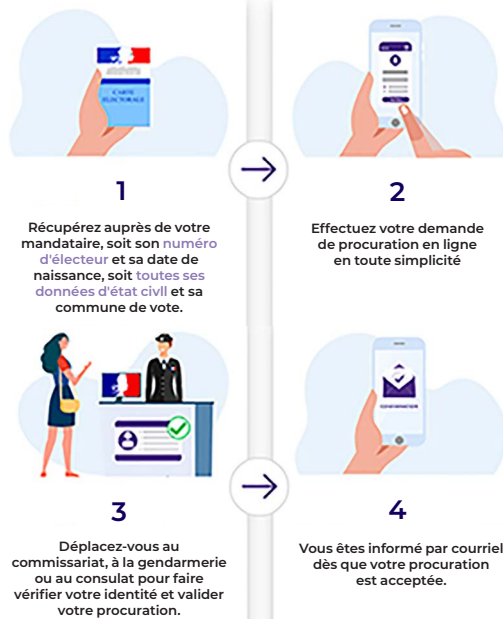 CARTE
ÉLECTORALE
1
Récupérez auprès de votre
mandataire, soit son numéro
d'électeur et sa date de
naissance, soit toutes ses
données d'état civll et sa
commune de vote.
2
Effectuez votre demande
de procuration en ligne
en toute simplicité
3
Déplacez-vous au
commissariat, à la gendarmerie
ou au consulat pour faire
vérifier votre identité et valider
votre procuration.
CONFIRMATION
4
Vous êtes informé par courriel
dès que votre procuration
est acceptée.